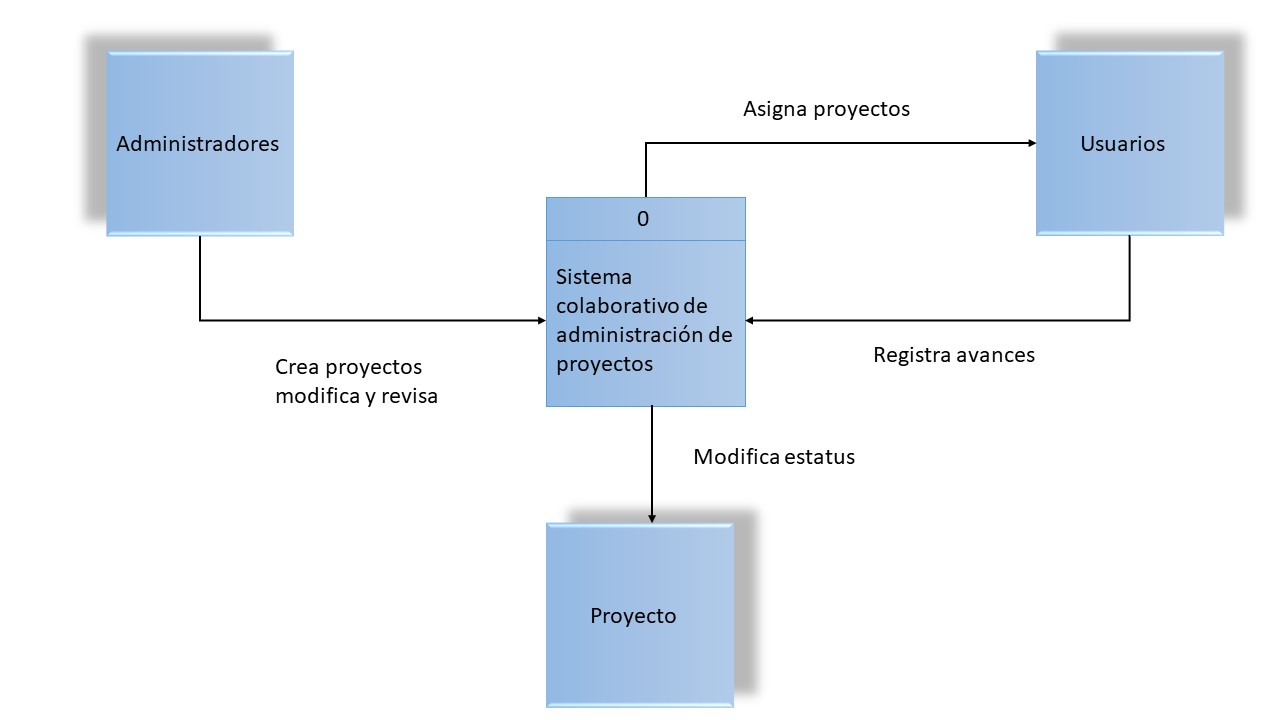 Administradores
Asigna proyectos
Usuarios
0
Sistema
colaborativo de
administración de
proyectos
Crea proyectos
modifica y revisa
Registra avances
Modifica estatus
Proyecto